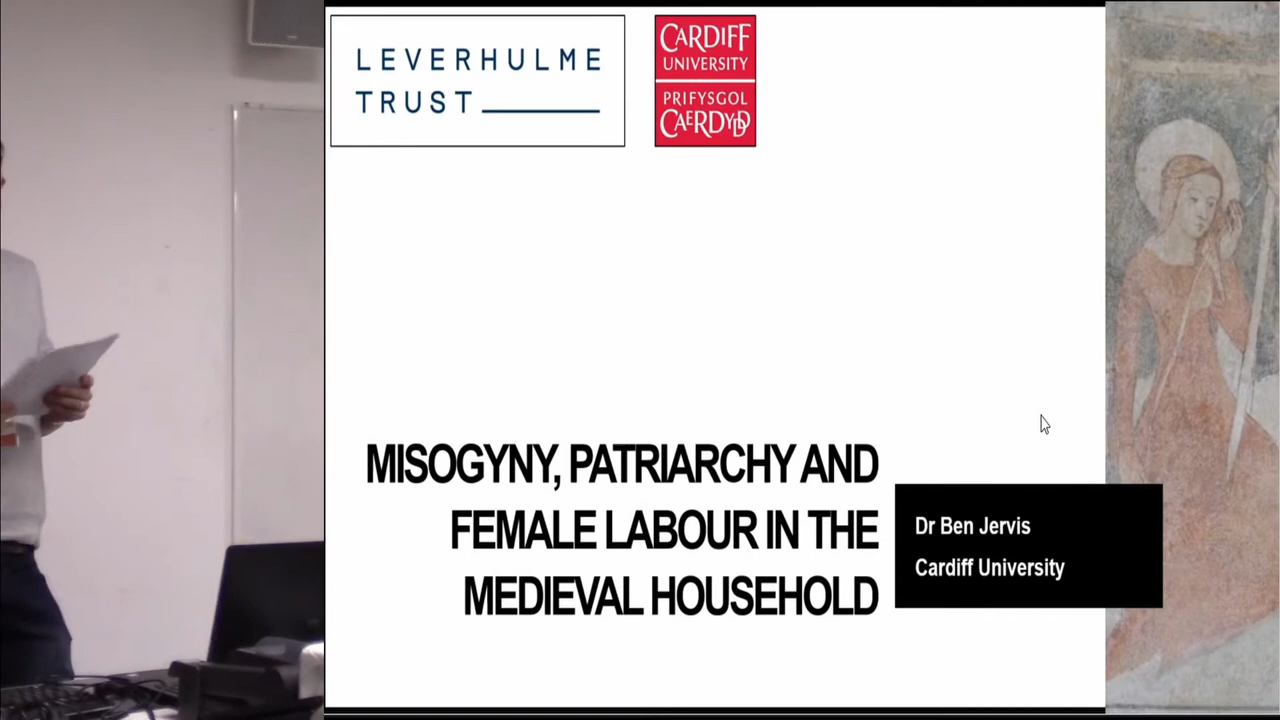 LEVERHULME
TRUST
CARDIFF
UNIVERSITY
PRIFYSGOL
CAERDYDD
MISOGYNY, PATRIARCHY AND
FEMALE LABOUR IN THE
MEDIEVAL HOUSEHOLD
Dr Ben Jervis
Cardiff University